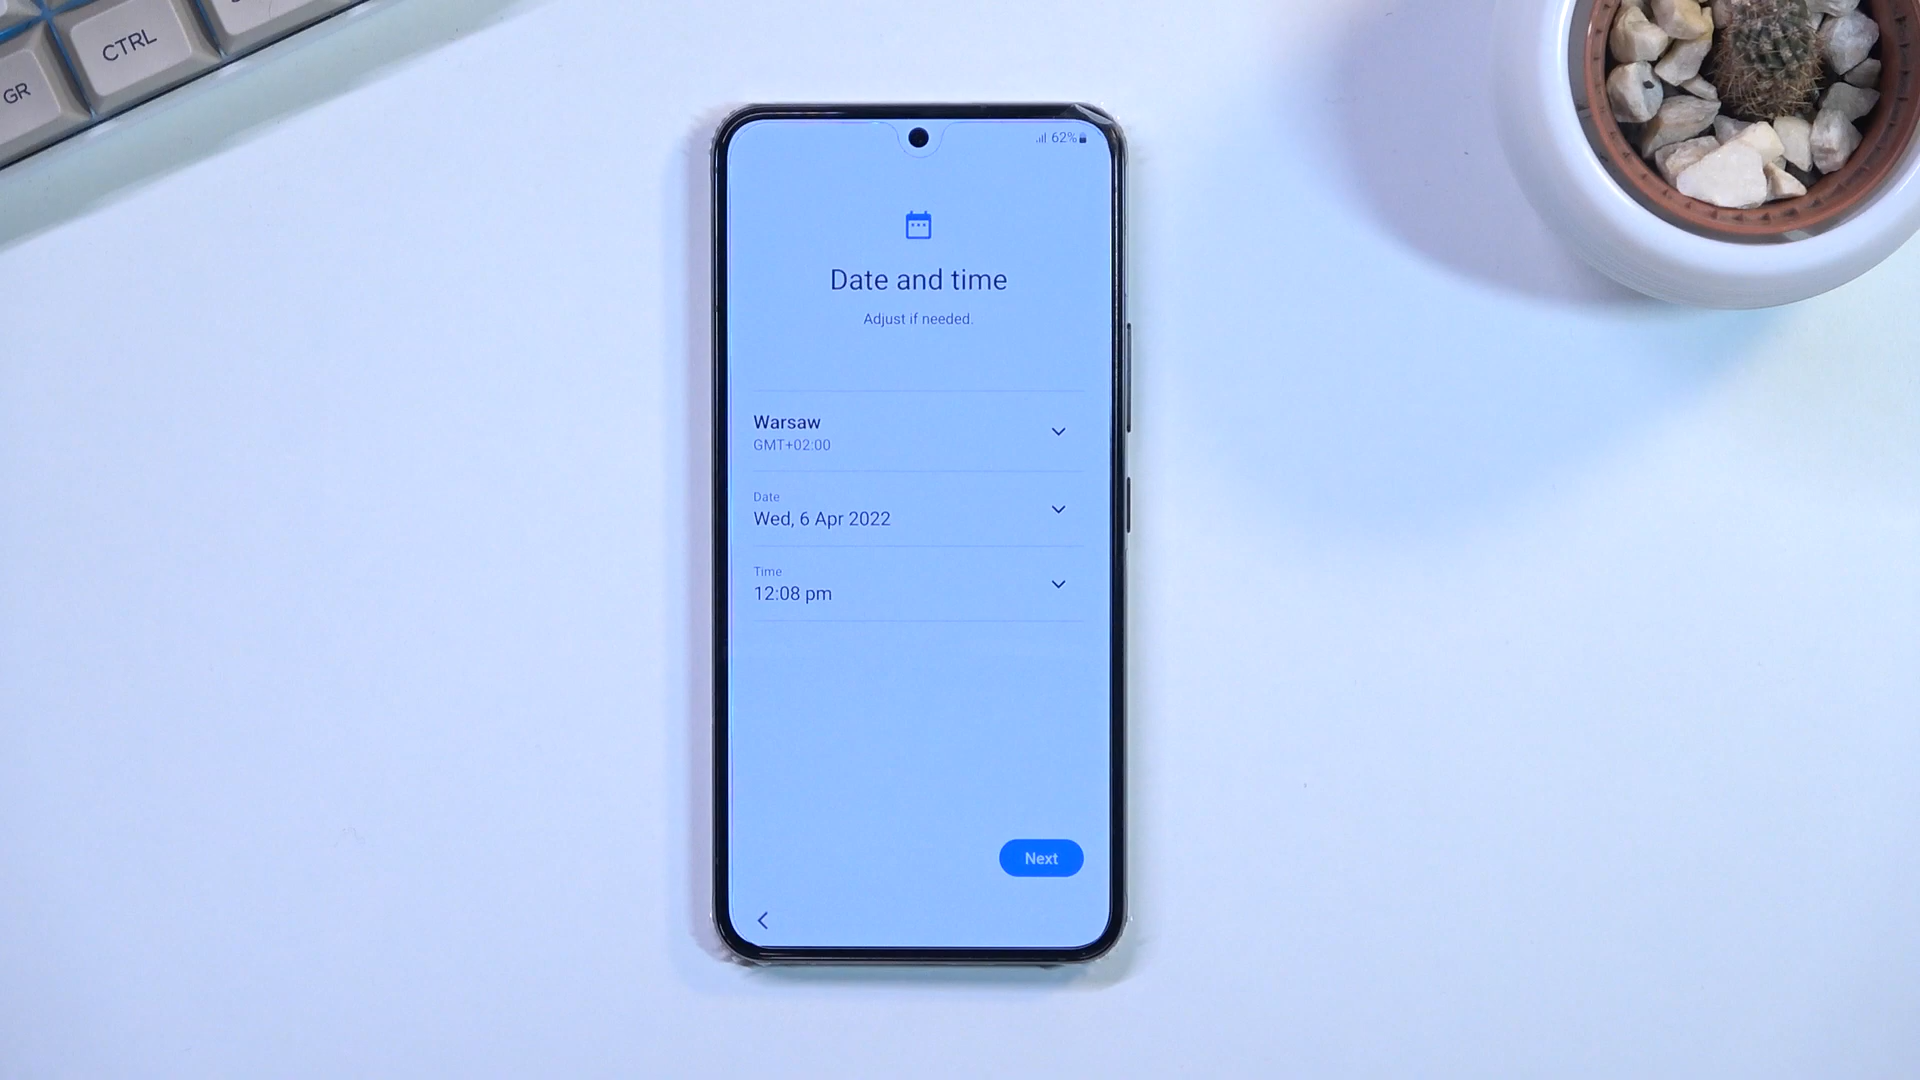 CTRL
GR
62%
Date and time
Adjust if needed.
Warsaw
GMT+02:00
Date
Wed, 6 Apr 2022
Time
12:08 pm
Next